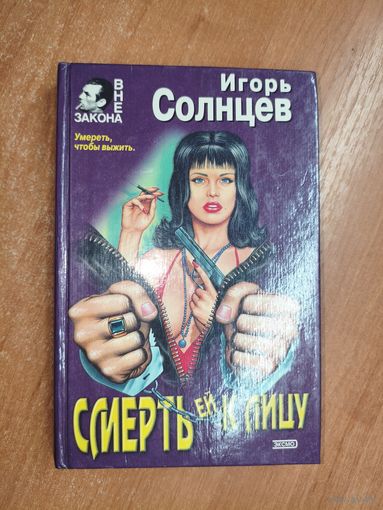 ВНЕ
ЗАКОНА
Умереть,
чтобы выжить.
Игорь
Солнцев
СМЕРТЬ ЕЙ К ЛИЦУ
ЭКСМО